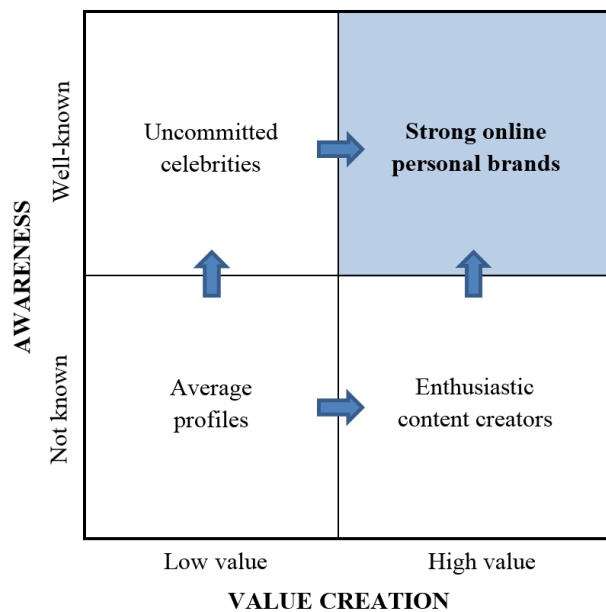 AWARENESS
Well-known
Not known
Uncommitted
celebrities
Strong online
personal brands
Average
profiles
Enthusiastic
content creators
Low value
High value
VALUE CREATION